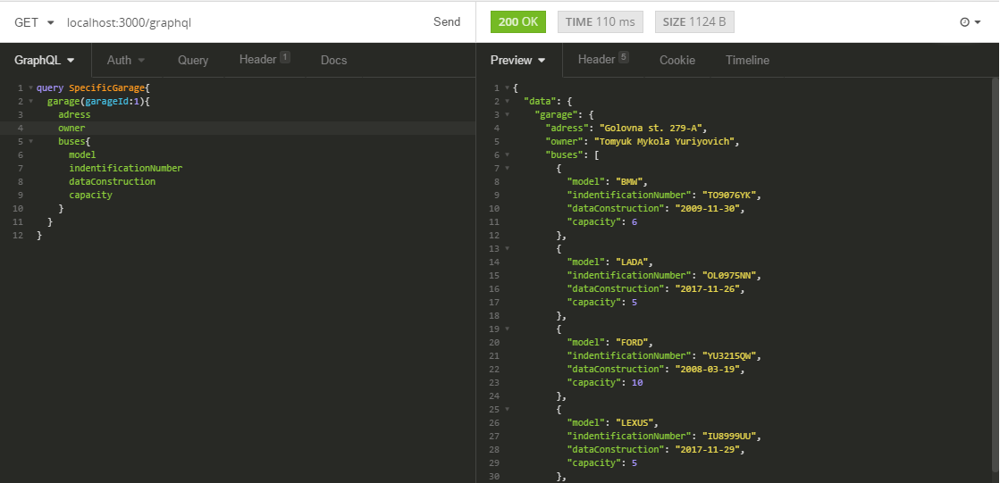 GET localhost:3000/graphql Send
200 OK TIME 110 ms SIZE 1124 B
GraphQL Auth Query Header 1 Docs
Preview Header 5 Cookie Timeline
1 query SpecificGarage{
2 garage(garageId:1){
3 adress
4 owner
5 buses{
6 model
7 indentificationNumber
8 dataConstruction
9 capacity
10 }
11 }
12 }
1 {
2 "data": {
3 "garage": {
4 "adress": "Golovna st. 279-A",
5 "owner": "Tomyuk Mykola Yuriyovich",
6 "buses": [
7 {
8 "model": "BMW",
9 "indentificationNumber": "TO9076YK",
10 "dataConstruction": "2009-11-30",
11 "capacity": 6
12 },
13 {
14 "model": "LADA",
15 "indentificationNumber": "OL0975NN",
16 "dataConstruction": "2017-11-26",
17 "capacity": 5
18 },
19 {
20 "model": "FORD",
21 "indentificationNumber": "YU3215QW",
22 "dataConstruction": "2008-03-19",
23 "capacity": 10
24 },
25 {
26 "model": "LEXUS",
27 "indentificationNumber": "IU8999UU",
28 "dataConstruction": "2017-11-29",
29 "capacity": 5
30 },